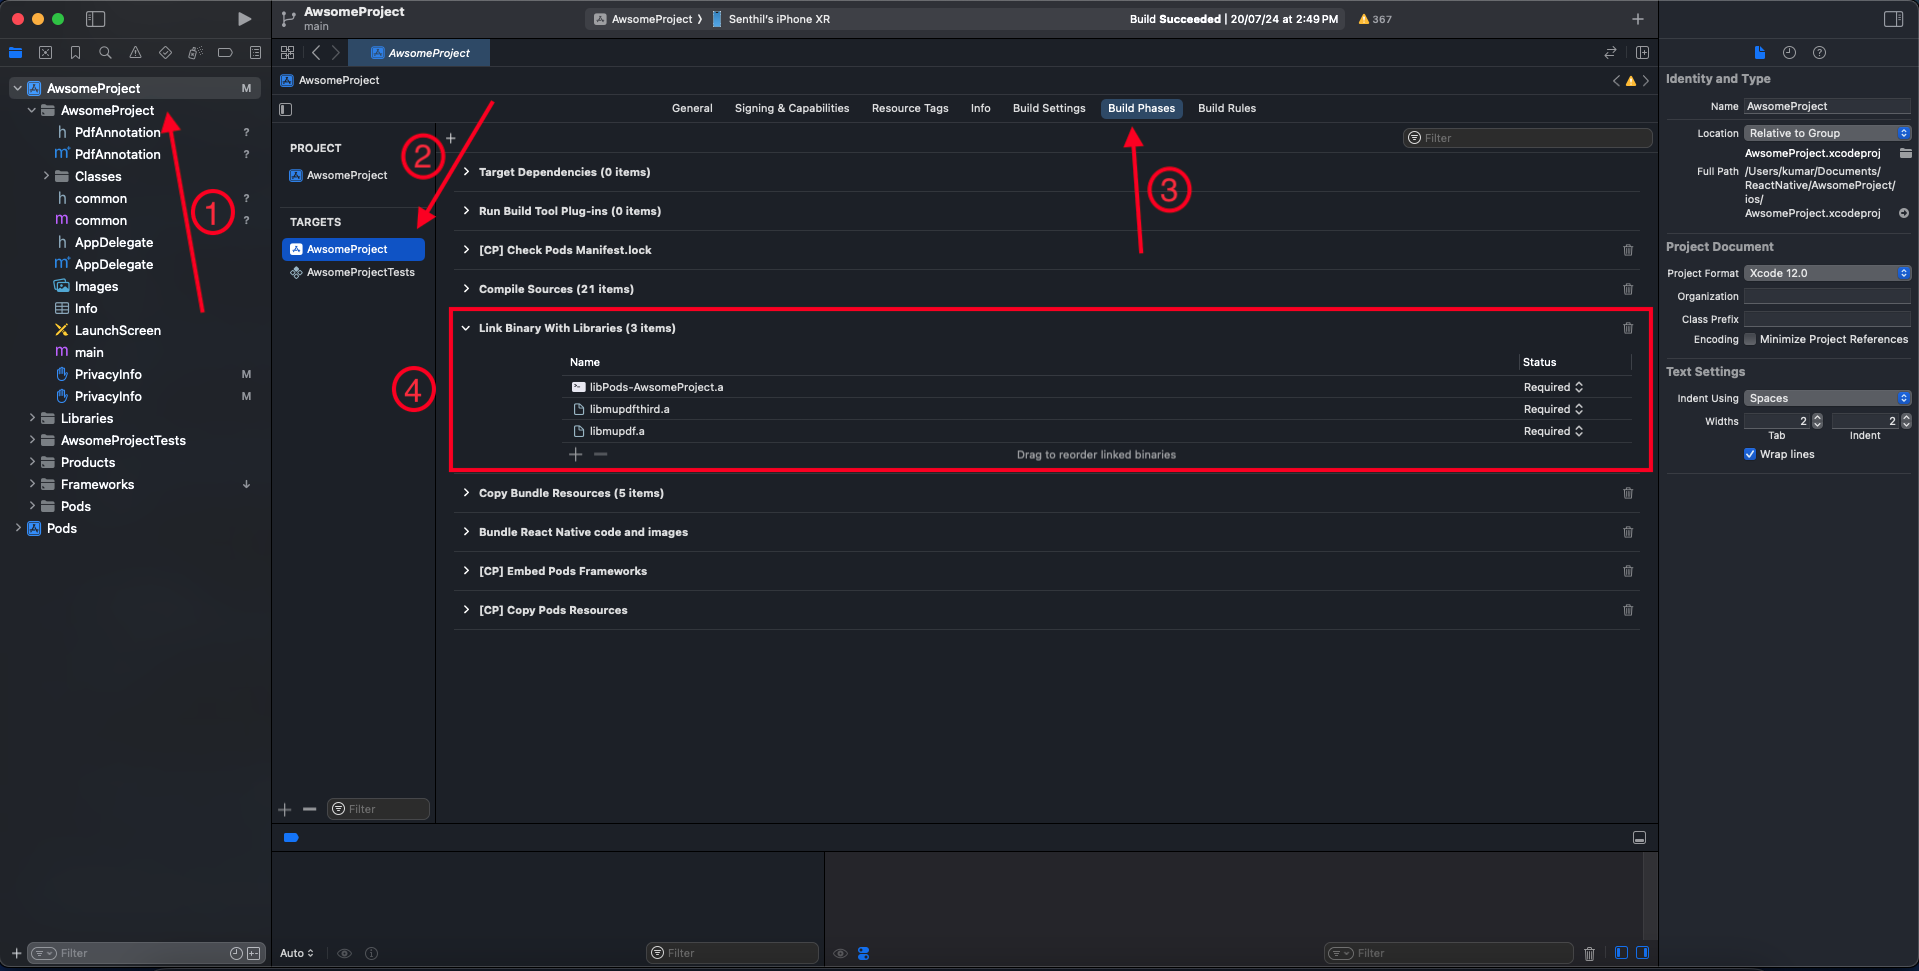 AwsomeProject
main
AwsomeProject
Senthil's iPhone XR
Build Succeeded | 20/07/24 at 2:49 PM
367
AwsomeProject
AwsomeProject
AwsomeProject M
AwsomeProject
h PdfAnnotation ?
m PdfAnnotation ?
Classes
h common ?
m common ?
h AppDelegate
m AppDelegate
Images
Info
LaunchScreen
m main
PrivacyInfo M
PrivacyInfo M
Libraries
AwsomeProjectTests
Products
Frameworks
Pods
Pods
Filter
1
General Signing & Capabilities Resource Tags Info Build Settings Build Phases Build Rules
PROJECT
AwsomeProject
TARGETS
AwsomeProject
AwsomeProjectTests
Filter
2
3
Filter
Target Dependencies (0 items)
Run Build Tool Plug-ins (0 items)
[CP] Check Pods Manifest.lock
Compile Sources (21 items)
4
Link Binary With Libraries (3 items)
Name Status
libPods-AwsomeProject.a Required
libmupdfthird.a Required
libmupdf.a Required
Drag to reorder linked binaries
Copy Bundle Resources (5 items)
Bundle React Native code and images
[CP] Embed Pods Frameworks
[CP] Copy Pods Resources
Auto
Filter
Filter
Identity and Type
Name AwsomeProject
Location Relative to Group
AwsomeProject.xcodeproj
Full Path /Users/kumar/Documents/
ReactNative/AwsomeProject/
ios/
AwsomeProject.xcodeproj
Project Document
Project Format Xcode 12.0
Organization
Class Prefix
Encoding Minimize Project References
Text Settings
Indent Using Spaces
Widths 2 2
Tab Indent
Wrap lines